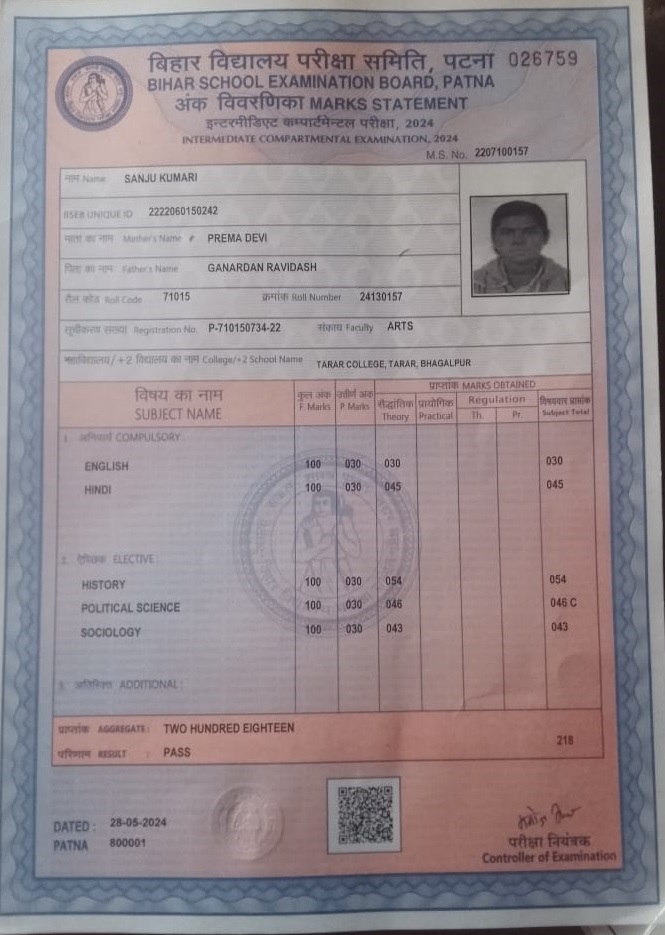 बिहार विद्यालय परीक्षा समिति, पटना 026759
BIHAR SCHOOL EXAMINATION BOARD, PATNA
अंक विवरणिका MARKS STATEMENT
इन्टरमीडिएट कम्पार्टमेन्टल परीक्षा, 2024
INTERMEDIATE COMPARTMENTAL EXAMINATION, 2024
M.S. No. 2207100157
नाम Name SANJU KUMARI
BSEB UNIQUE ID 2222060150242
माता का नाम Mother's Name PREMA DEVI
पिता का नाम Father's Name GANARDAN RAVIDASH
रौल कोड Roll Code 71015 क्रमांक Roll Number 24130157
सूचीकरण संख्या Registration No. P-710150734-22 संकाय Faculty ARTS
महाविद्यालय/+2 विद्यालय का नाम College/+2 School Name TARAR COLLEGE, TARAR, BHAGALPUR
विषय का नाम SUBJECT NAME
कुल अंक F. Marks
उत्तीर्ण अंक P. Marks
प्राप्तांक MARKS OBTAINED
सैद्धांतिक Theory
प्रायोगिक Practical
Regulation
Th. Pr.
विषयवार प्राप्तांक Subject Total
1. अनिवार्य COMPULSORY :
ENGLISH 100 030 030 030
HINDI 100 030 045 045
2. ऐच्छिक ELECTIVE :
HISTORY 100 030 054 054
POLITICAL SCIENCE 100 030 046 046 C
SOCIOLOGY 100 030 043 043
3. अतिरिक्त ADDITIONAL :
प्राप्तांक AGGREGATE : TWO HUNDRED EIGHTEEN 218
परिणाम RESULT : PASS
DATED : 28-05-2024
PATNA 800001
परीक्षा नियंत्रक
Controller of Examination